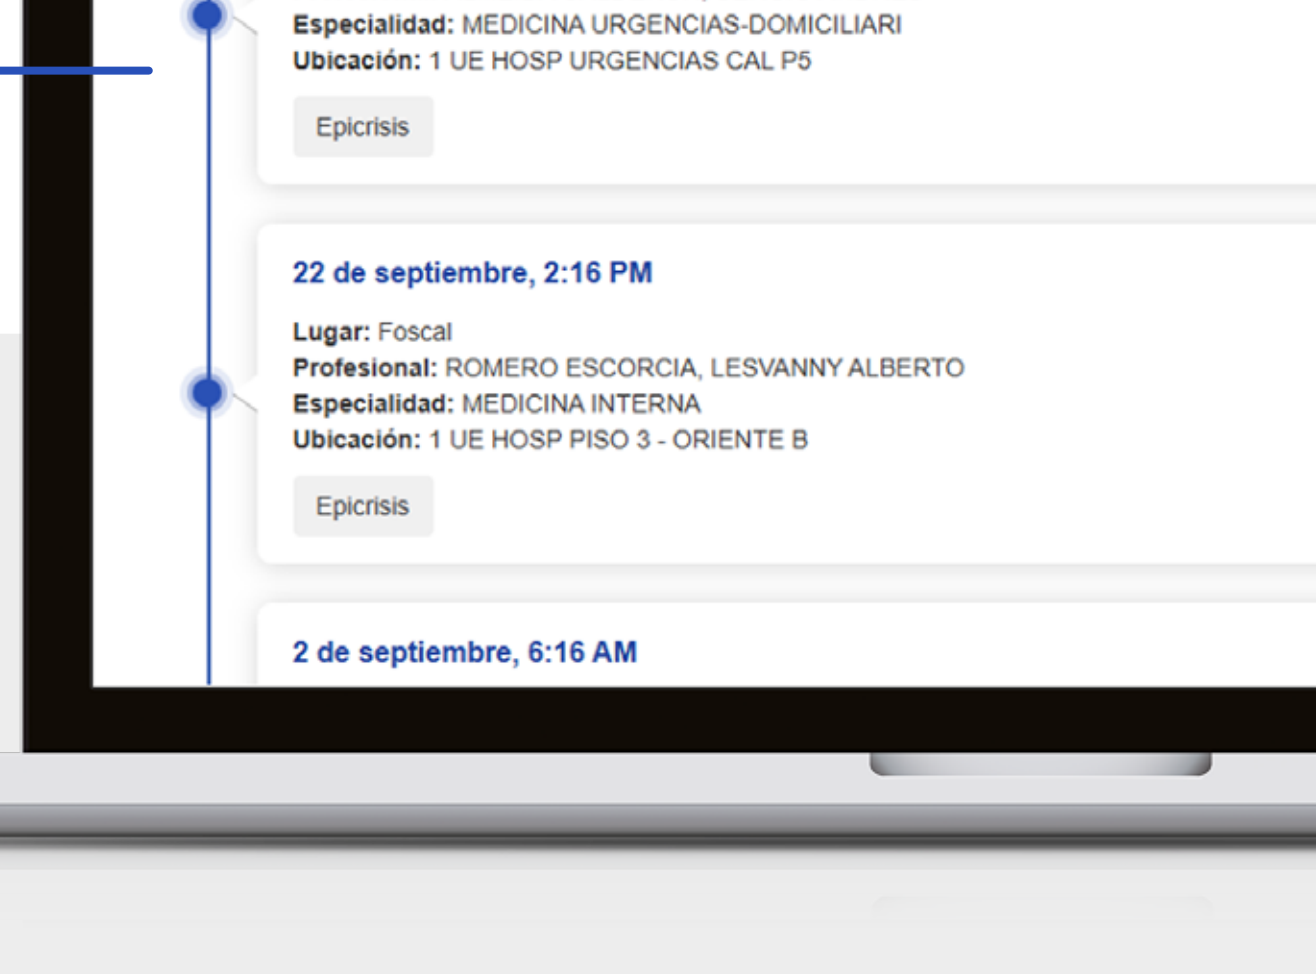 Especialidad: MEDICINA URGENCIAS-DOMICILIARI
Ubicación: 1 UE HOSP URGENCIAS CAL P5
Epicrisis
22 de septiembre, 2:16 PM
Lugar: Foscal
Profesional: ROMERO ESCORCIA, LESVANNY ALBERTO
Especialidad: MEDICINA INTERNA
Ubicación: 1 UE HOSP PISO 3 - ORIENTE B
Epicrisis
2 de septiembre, 6:16 AM